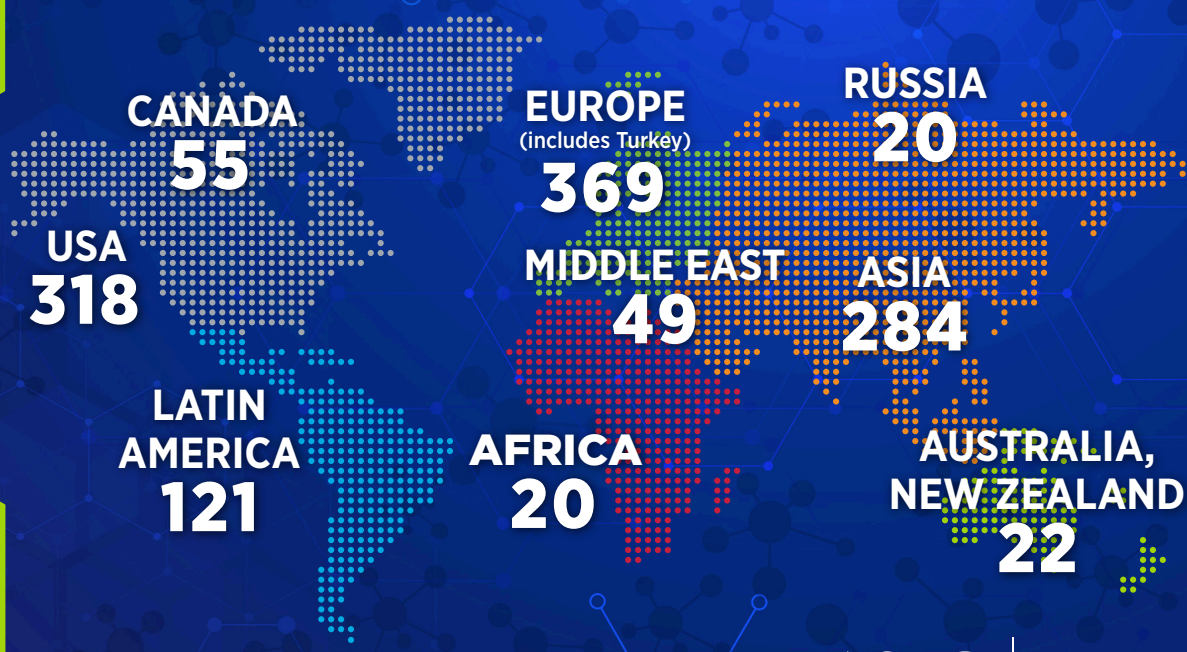 CANADA
55
USA
318
LATIN
AMERICA
121
EUROPE
(includes Turkey)
369
MIDDLE EAST
49
AFRICA
20
RUSSIA
20
ASIA
284
AUSTRALIA,
NEW ZEALAND
22